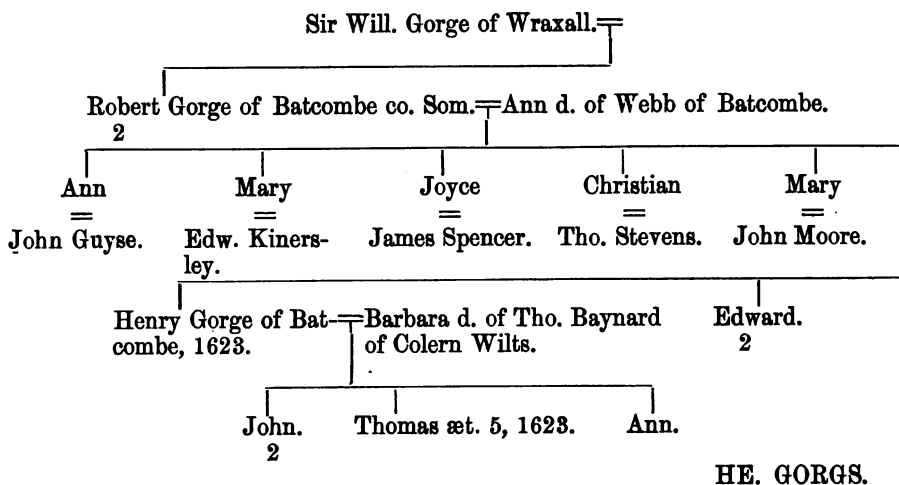 Sir Will. Gorge of Wraxall.
Robert Gorge of Batcombe co. Som. Ann d. of Webb of Batcombe.
2
Ann Mary Joyce Christian Mary
John Guyse. Edw. Kiners- James Spencer. Tho. Stevens. John Moore.
ley.
Henry Gorge of Bat- Barbara d. of Tho. Baynard Edward.
combe, 1623. of Colern Wilts. 2
John. Thomas æt. 5, 1623. Ann.
2
HE. GORGS.